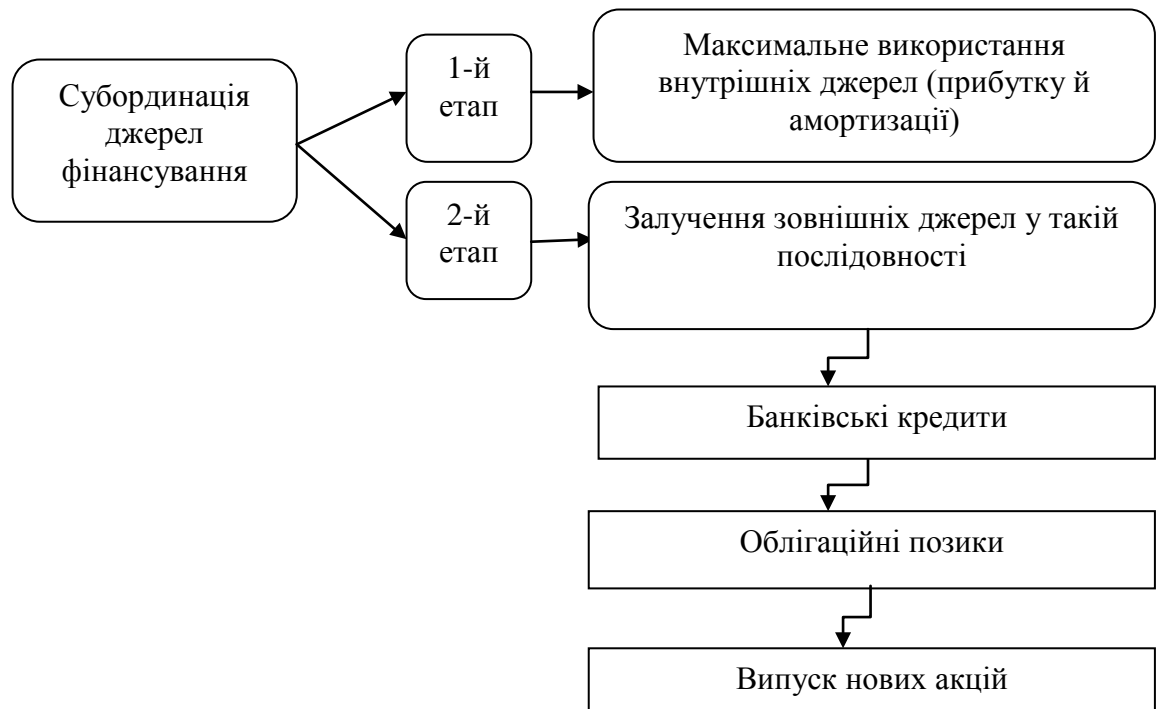 Субординація
джерел
фінансування
1-й
етап
Максимальне використання
внутрішніх джерел (прибутку й
амортизації)
2-й
етап
Залучення зовнішніх джерел у такій
послідовності
Банківські кредити
Облігаційні позики
Випуск нових акцій